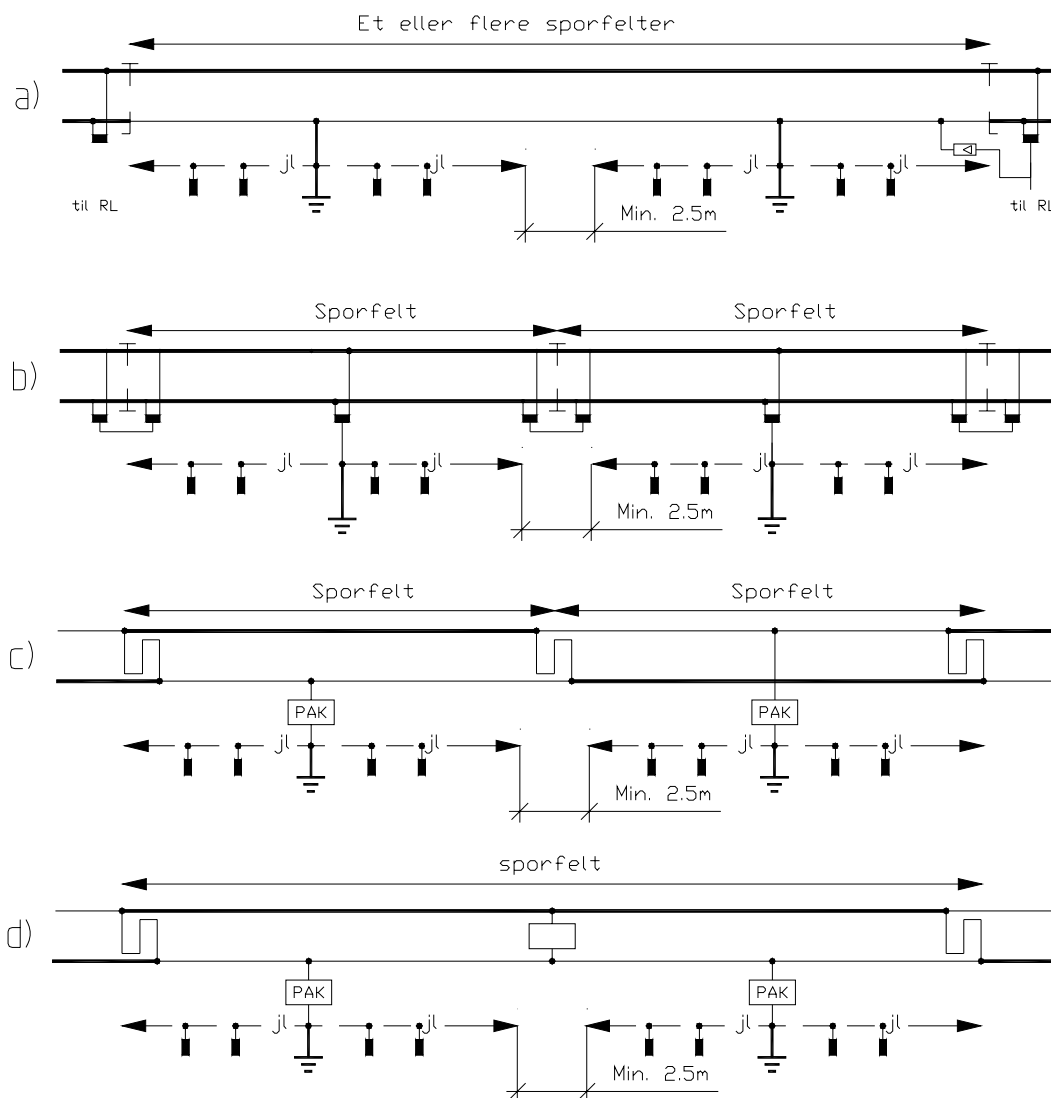 Et eller flere sporfelter
a)
jl jl jl jl
til RL Min. 2.5m til RL
Sporfelt Sporfelt
b)
jl jl jl jl
Min. 2.5m
Sporfelt Sporfelt
c)
PAK PAK
jl jl jl jl
Min. 2.5m
sporfelt
d)
PAK PAK
jl jl jl jl
Min. 2.5m